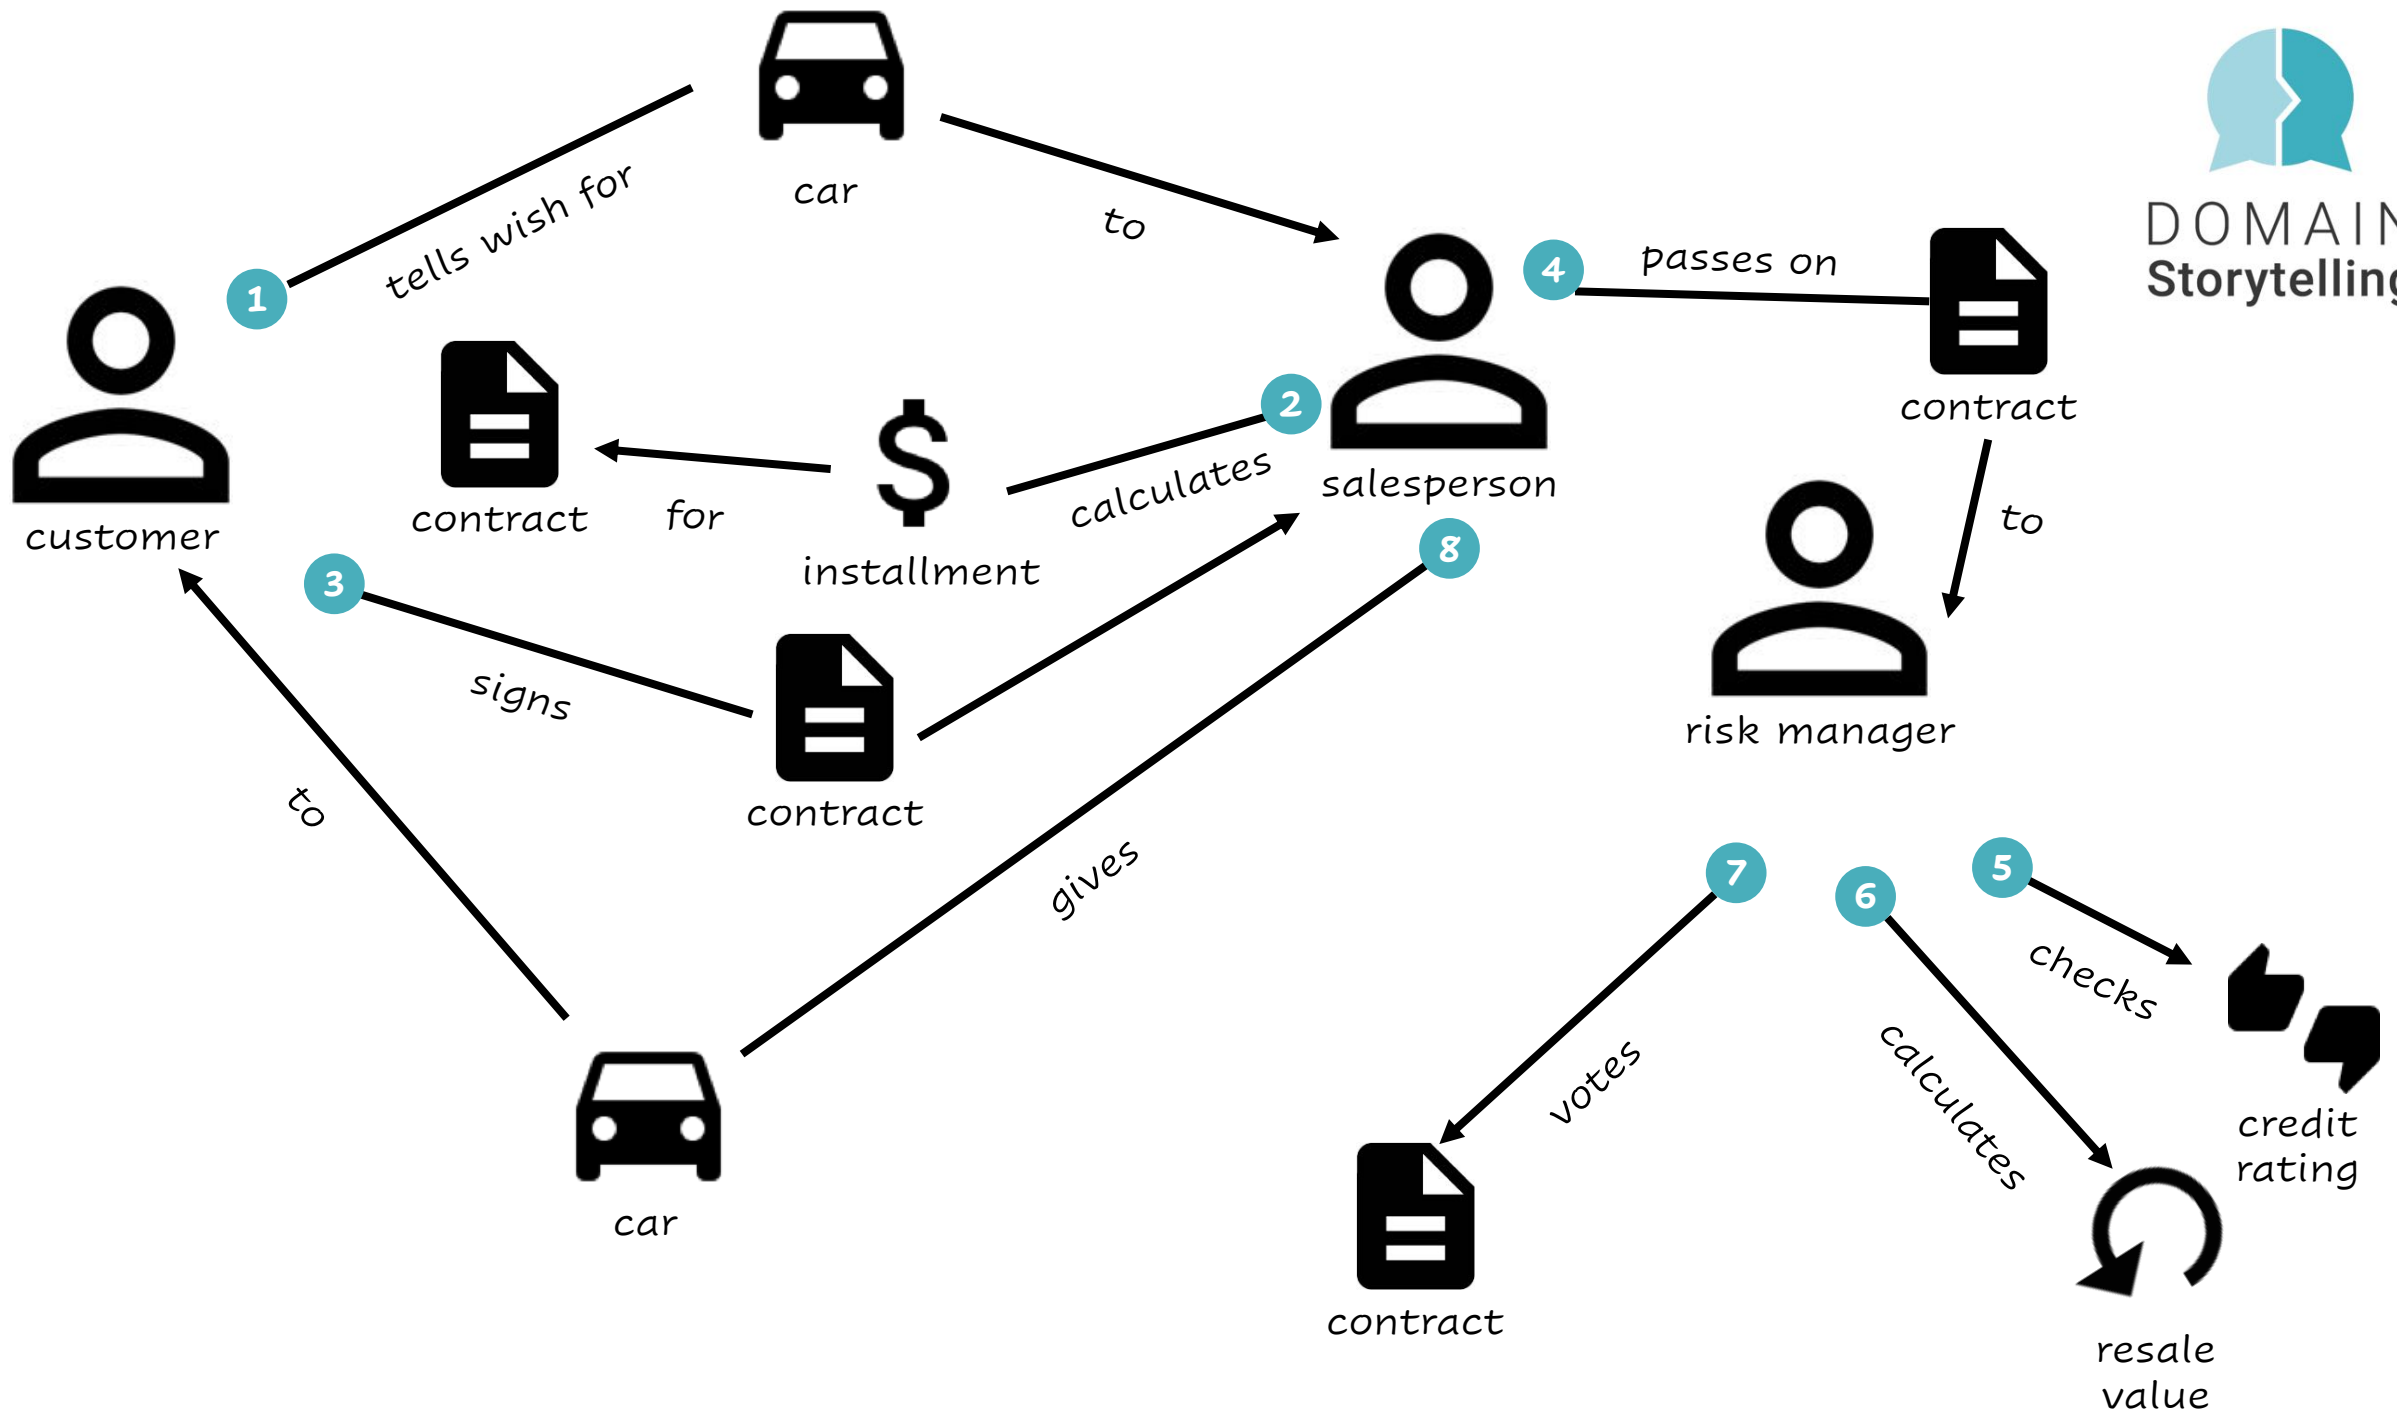 car
tells wish for
to
1
customer
contract
for
installment
calculates
2
salesperson
4
passes on
contract
to
risk manager
DOMAIN
Storytelling
3
signs
contract
8
gives
car
to
7
votes
contract
6
calculates
resale
value
5
checks
credit
rating